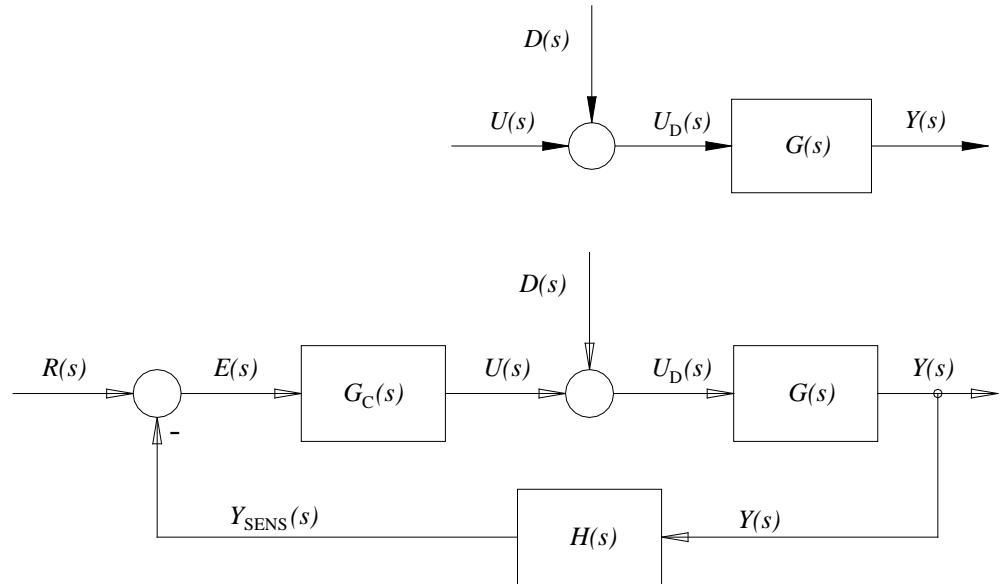 D(s)
U(s) U_D(s) Y(s)
G(s)
D(s)
R(s) E(s) U(s) U_D(s) Y(s)
G_C(s) G(s)
-
Y_SENS(s) Y(s)
H(s)